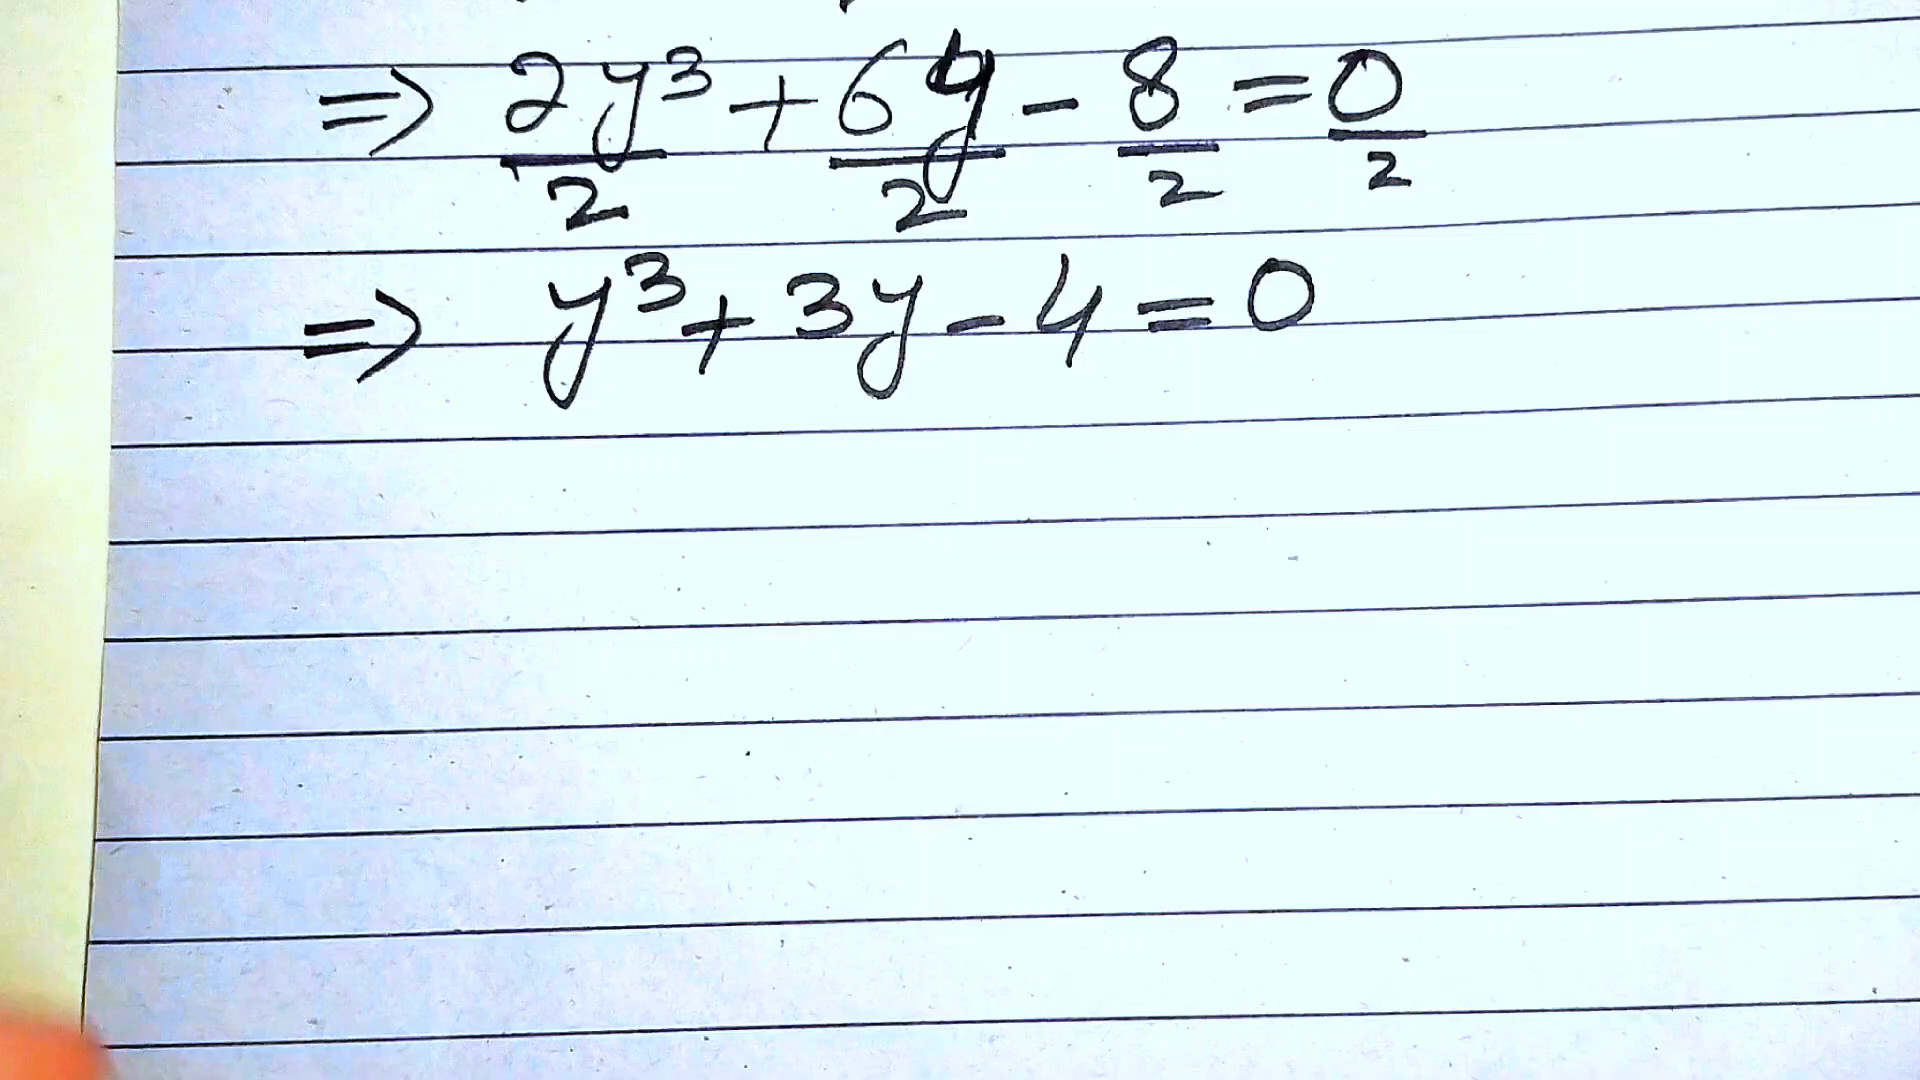 ⇒ 2y³/2 + 6y/2 - 8/2 = 0/2
⇒ y³ + 3y - 4 = 0